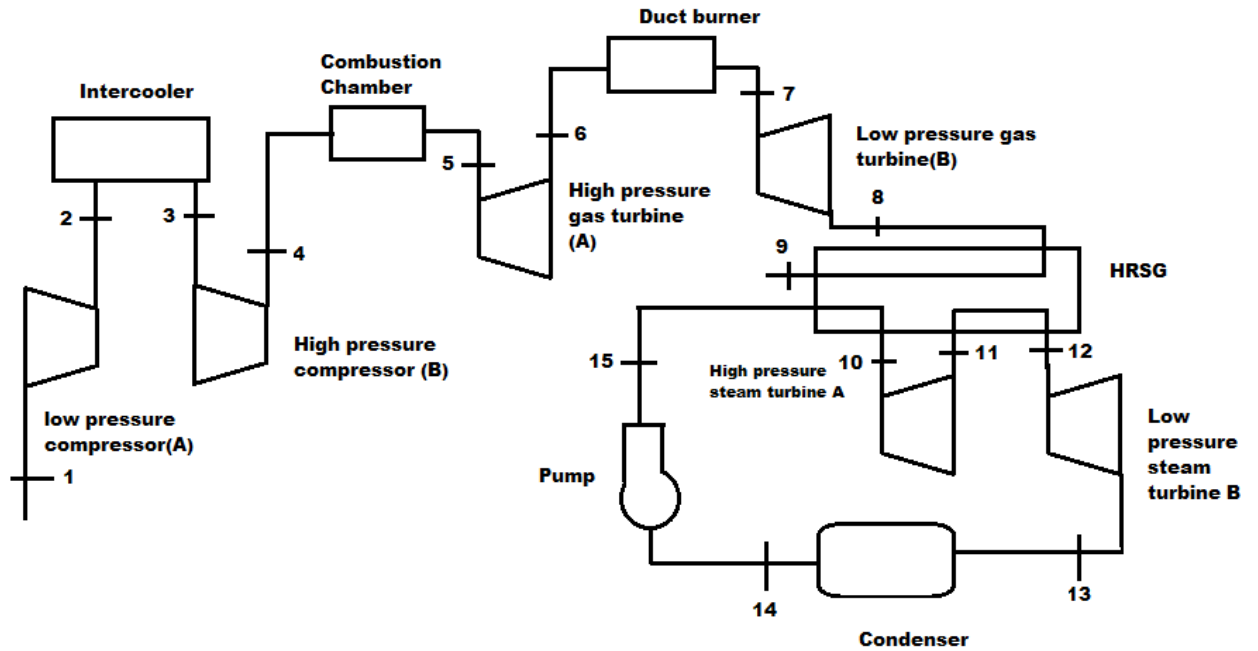 Duct burner
Combustion
Chamber
Intercooler
7
6
5
Low pressure gas
turbine(B)
2
3
High pressure
gas turbine
(A)
8
4
9
HRSG
High pressure
compressor (B)
15
10
11
12
High pressure
steam turbine A
low pressure
compressor(A)
Low
pressure
steam
turbine B
1
Pump
14
13
Condenser